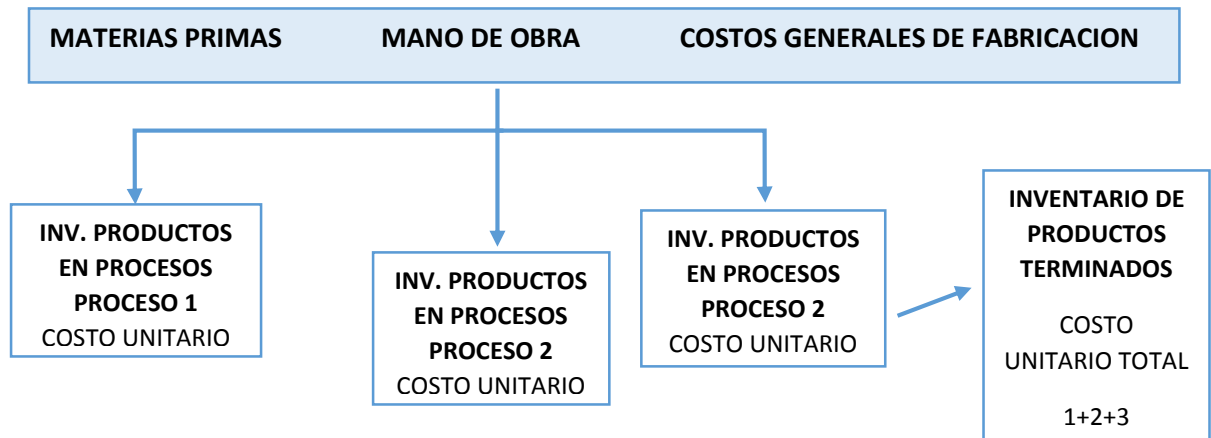 MATERIAS PRIMAS MANO DE OBRA COSTOS GENERALES DE FABRICACION
INV. PRODUCTOS
EN PROCESOS
PROCESO 1
COSTO UNITARIO
INV. PRODUCTOS
EN PROCESOS
PROCESO 2
COSTO UNITARIO
INV. PRODUCTOS
EN PROCESOS
PROCESO 2
COSTO UNITARIO
INVENTARIO DE
PRODUCTOS
TERMINADOS
COSTO
UNITARIO TOTAL
1+2+3